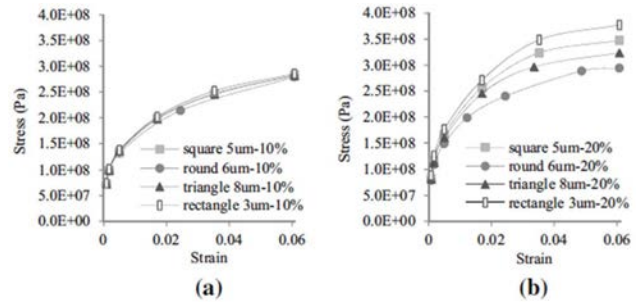 4.0E+08
3.5E+08
3.0E+08
2.5E+08
2.0E+08
1.5E+08
1.0E+08
5.0E+07
0.0E+00
Stress (Pa)
square 5um-10%
round 6um-10%
triangle 8um-10%
rectangle 3um-10%
0
0.02
0.04
0.06
Strain
(a)
4.0E+08
3.5E+08
3.0E+08
2.5E+08
2.0E+08
1.5E+08
1.0E+08
5.0E+07
0.0E+00
Stress (Pa)
square 5um-20%
round 6um-20%
triangle 8um-20%
rectangle 3um-20%
0
0.02
0.04
0.06
Strain
(b)